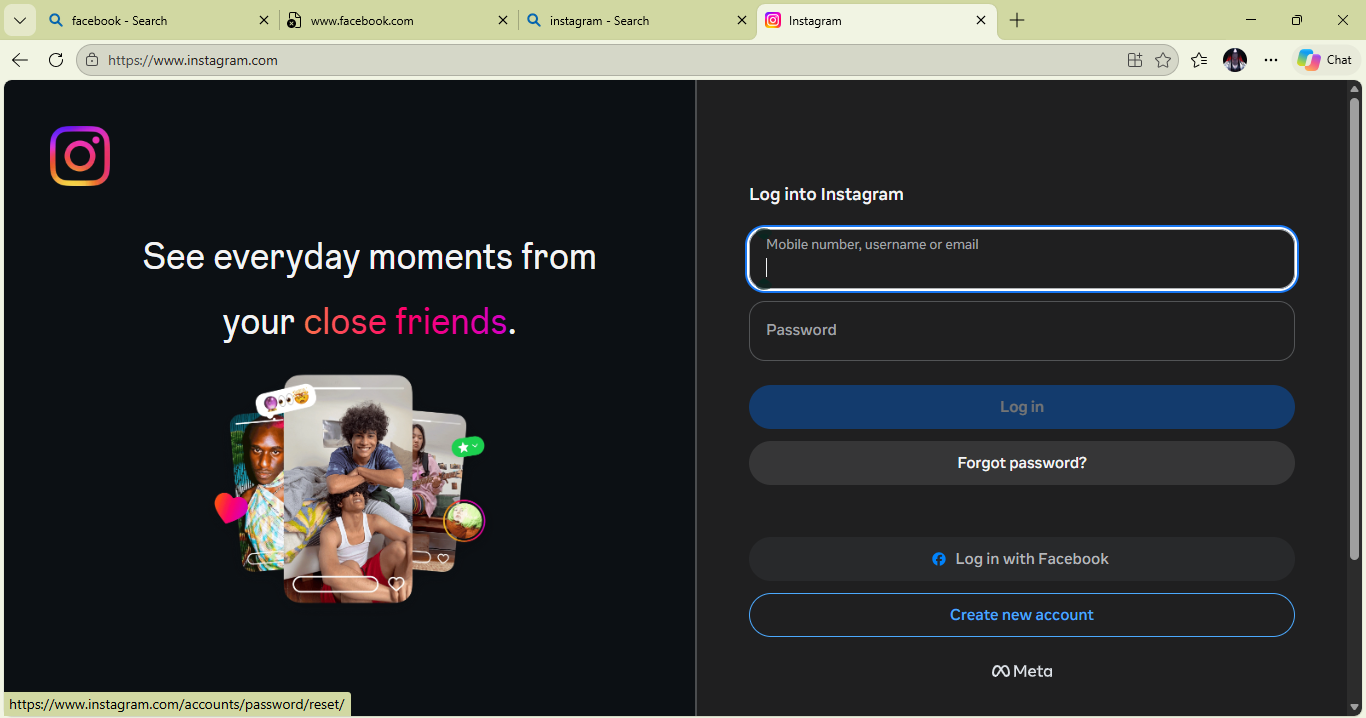 facebook - Search
www.facebook.com
instagram - Search
Instagram
https://www.instagram.com
Chat
See everyday moments from
your close friends.
Log into Instagram
Mobile number, username or email
Password
Log in
Forgot password?
Log in with Facebook
Create new account
Meta
https://www.instagram.com/accounts/password/reset/